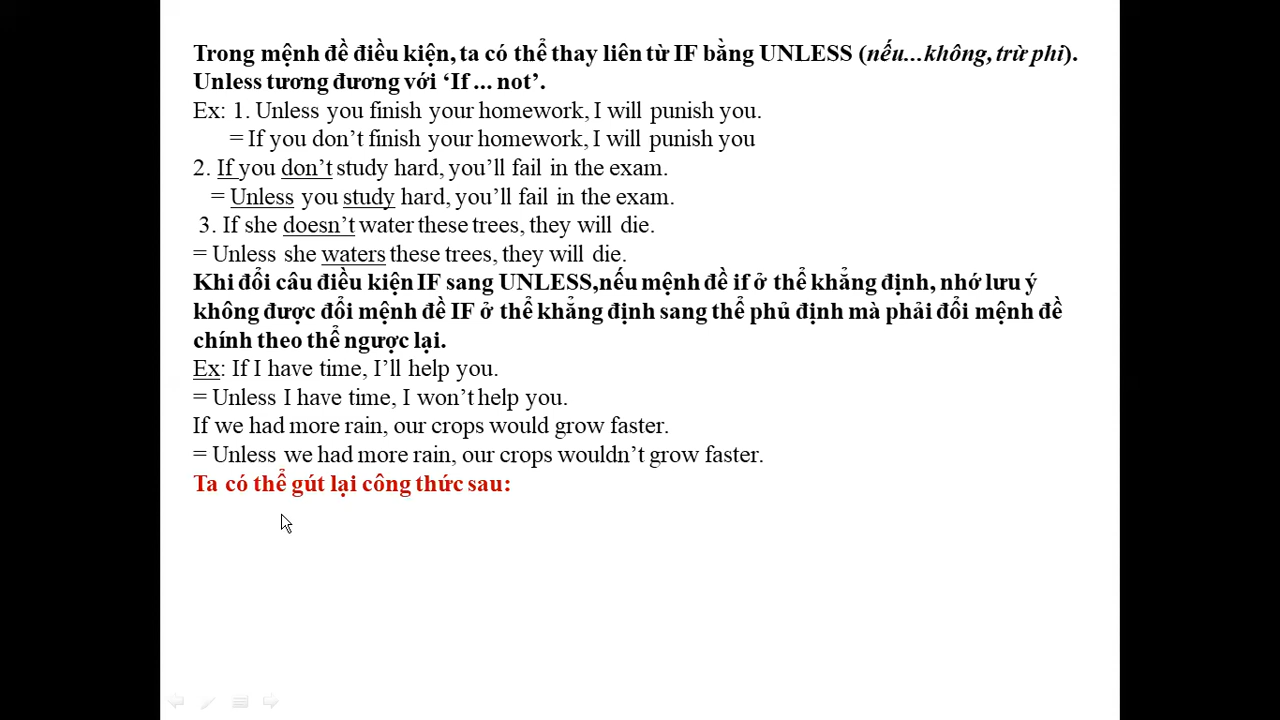 Trong mệnh đề điều kiện, ta có thể thay liên từ IF bằng UNLESS (nếu...không, trừ phi).
Unless tương đương với ‘If ... not’.
Ex: 1. Unless you finish your homework, I will punish you.
= If you don’t finish your homework, I will punish you
2. If you don’t study hard, you’ll fail in the exam.
= Unless you study hard, you’ll fail in the exam.
3. If she doesn’t water these trees, they will die.
= Unless she waters these trees, they will die.
Khi đổi câu điều kiện IF sang UNLESS,nếu mệnh đề if ở thể khẳng định, nhớ lưu ý
không được đổi mệnh đề IF ở thể khẳng định sang thể phủ định mà phải đổi mệnh đề
chính theo thể ngược lại.
Ex: If I have time, I’ll help you.
= Unless I have time, I won’t help you.
If we had more rain, our crops would grow faster.
= Unless we had more rain, our crops wouldn’t grow faster.
Ta có thể gút lại công thức sau: